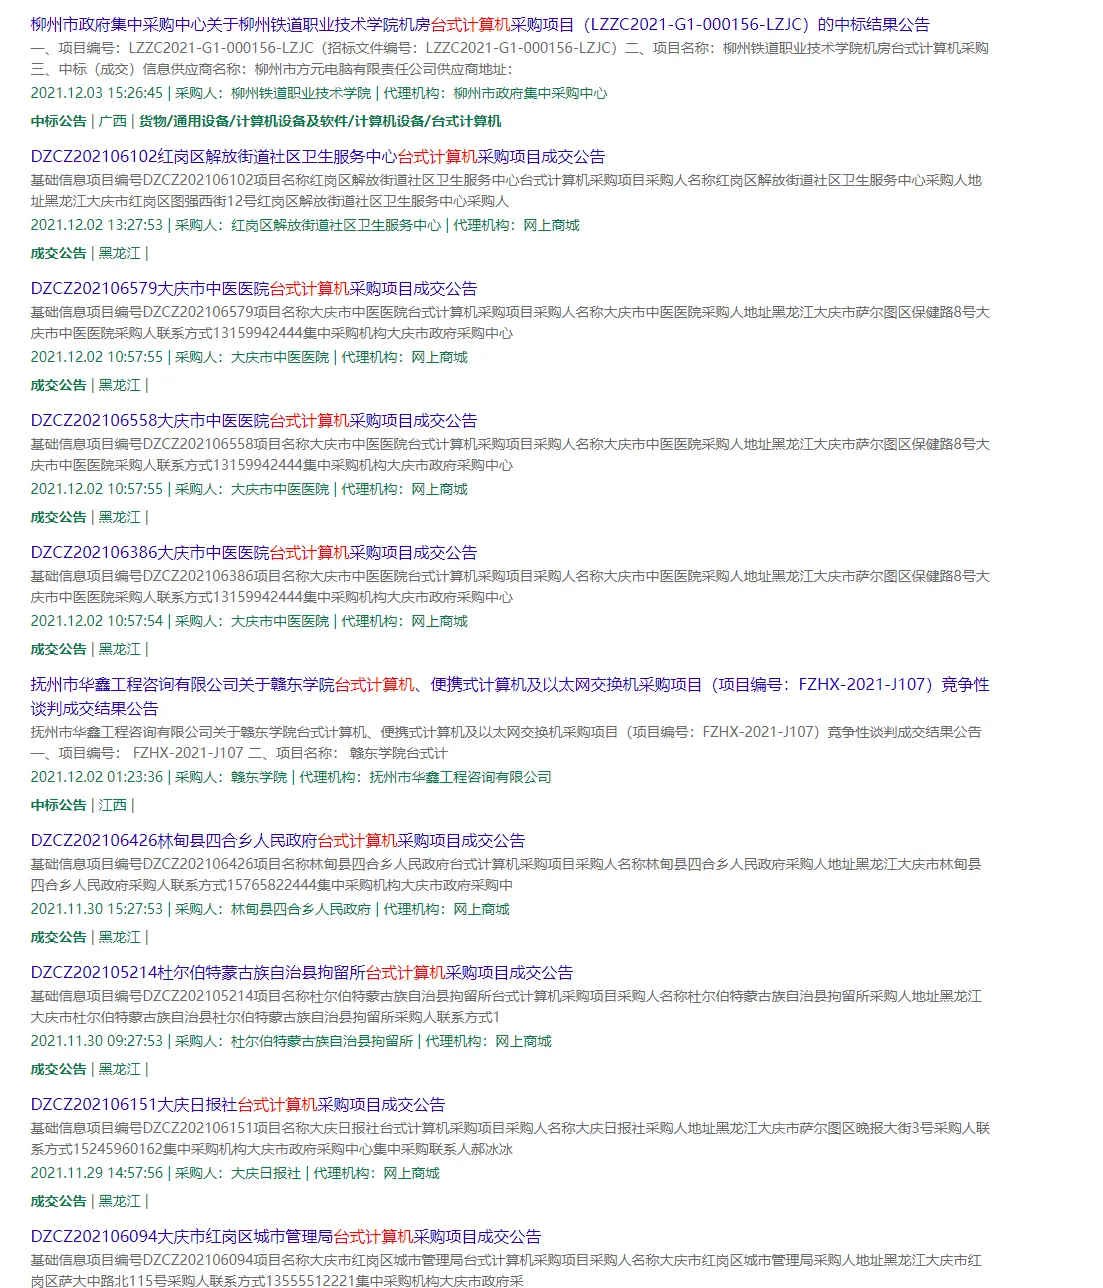 柳州市政府集中采购中心关于柳州铁道职业技术学院机房台式计算机采购项目（LZZC2021-G1-000156-LZJC）的中标结果公告
一、项目编号：LZZC2021-G1-000156-LZJC（招标文件编号：LZZC2021-G1-000156-LZJC）二、项目名称：柳州铁道职业技术学院机房台式计算机采购
三、中标（成交）信息供应商名称：柳州市方元电脑有限责任公司供应商地址：
2021.12.03 15:26:45 | 采购人：柳州铁道职业技术学院 | 代理机构：柳州市政府集中采购中心
中标公告 | 广西 | 货物/通用设备/计算机设备及软件/计算机设备/台式计算机
DZCZ202106102红岗区解放街道社区卫生服务中心台式计算机采购项目成交公告
基础信息项目编号DZCZ202106102项目名称红岗区解放街道社区卫生服务中心台式计算机采购项目采购人名称红岗区解放街道社区卫生服务中心采购人地
址黑龙江大庆市红岗区图强西街12号红岗区解放街道社区卫生服务中心采购人
2021.12.02 13:27:53 | 采购人：红岗区解放街道社区卫生服务中心 | 代理机构：网上商城
成交公告 | 黑龙江 |
DZCZ202106579大庆市中医医院台式计算机采购项目成交公告
基础信息项目编号DZCZ202106579项目名称大庆市中医医院台式计算机采购项目采购人名称大庆市中医医院采购人地址黑龙江大庆市萨尔图区保健路8号大
庆市中医医院采购人联系方式13159942444集中采购机构大庆市政府采购中心
2021.12.02 10:57:55 | 采购人：大庆市中医医院 | 代理机构：网上商城
成交公告 | 黑龙江 |
DZCZ202106558大庆市中医医院台式计算机采购项目成交公告
基础信息项目编号DZCZ202106558项目名称大庆市中医医院台式计算机采购项目采购人名称大庆市中医医院采购人地址黑龙江大庆市萨尔图区保健路8号大
庆市中医医院采购人联系方式13159942444集中采购机构大庆市政府采购中心
2021.12.02 10:57:55 | 采购人：大庆市中医医院 | 代理机构：网上商城
成交公告 | 黑龙江 |
DZCZ202106386大庆市中医医院台式计算机采购项目成交公告
基础信息项目编号DZCZ202106386项目名称大庆市中医医院台式计算机采购项目采购人名称大庆市中医医院采购人地址黑龙江大庆市萨尔图区保健路8号大
庆市中医医院采购人联系方式13159942444集中采购机构大庆市政府采购中心
2021.12.02 10:57:54 | 采购人：大庆市中医医院 | 代理机构：网上商城
成交公告 | 黑龙江 |
抚州市华鑫工程咨询有限公司关于赣东学院台式计算机、便携式计算机及以太网交换机采购项目（项目编号：FZHX-2021-J107）竞争性
谈判成交结果公告
抚州市华鑫工程咨询有限公司关于赣东学院台式计算机、便携式计算机及以太网交换机采购项目（项目编号：FZHX-2021-J107）竞争性谈判成交结果公告
一、项目编号： FZHX-2021-J107 二、项目名称： 赣东学院台式计
2021.12.02 01:23:36 | 采购人：赣东学院 | 代理机构：抚州市华鑫工程咨询有限公司
中标公告 | 江西 |
DZCZ202106426林甸县四合乡人民政府台式计算机采购项目成交公告
基础信息项目编号DZCZ202106426项目名称林甸县四合乡人民政府台式计算机采购项目采购人名称林甸县四合乡人民政府采购人地址黑龙江大庆市林甸县
四合乡人民政府采购人联系方式15765822444集中采购机构大庆市政府采购中
2021.11.30 15:27:53 | 采购人：林甸县四合乡人民政府 | 代理机构：网上商城
成交公告 | 黑龙江 |
DZCZ202105214杜尔伯特蒙古族自治县拘留所台式计算机采购项目成交公告
基础信息项目编号DZCZ202105214项目名称杜尔伯特蒙古族自治县拘留所台式计算机采购项目采购人名称杜尔伯特蒙古族自治县拘留所采购人地址黑龙江
大庆市杜尔伯特蒙古族自治县杜尔伯特蒙古族自治县拘留所采购人联系方式1
2021.11.30 09:27:53 | 采购人：杜尔伯特蒙古族自治县拘留所 | 代理机构：网上商城
成交公告 | 黑龙江 |
DZCZ202106151大庆日报社台式计算机采购项目成交公告
基础信息项目编号DZCZ202106151项目名称大庆日报社台式计算机采购项目采购人名称大庆日报社采购人地址黑龙江大庆市萨尔图区晚报大街3号采购人联
系方式15245960162集中采购机构大庆市政府采购中心集中采购联系人郝冰冰
2021.11.29 14:57:56 | 采购人：大庆日报社 | 代理机构：网上商城
成交公告 | 黑龙江 |
DZCZ202106094大庆市红岗区城市管理局台式计算机采购项目成交公告
基础信息项目编号DZCZ202106094项目名称大庆市红岗区城市管理局台式计算机采购项目采购人名称大庆市红岗区城市管理局采购人地址黑龙江大庆市红
岗区萨大中路北115号采购人联系方式13555512221集中采购机构大庆市政府采